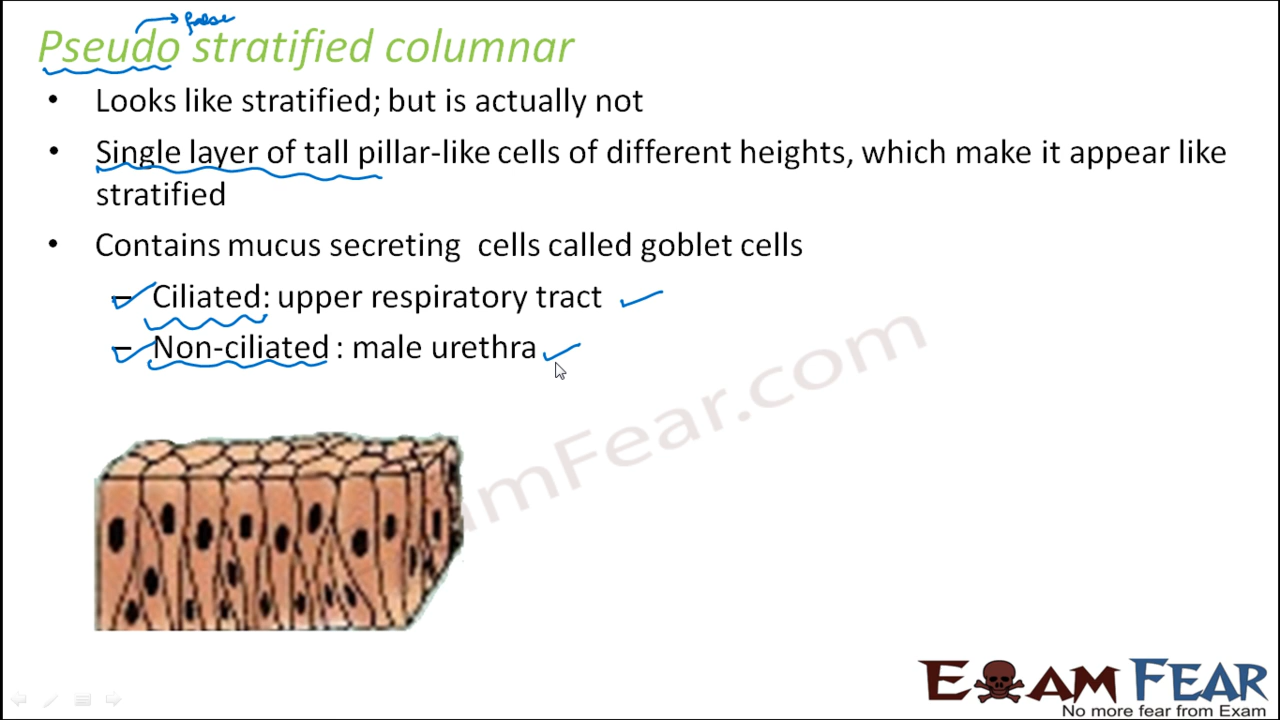 false
Pseudo stratified columnar
• Looks like stratified; but is actually not
• Single layer of tall pillar-like cells of different heights, which make it appear like
stratified
• Contains mucus secreting cells called goblet cells
– Ciliated: upper respiratory tract
– Non-ciliated : male urethra
amFear.com
EXAM FEAR
No more fear from Exam